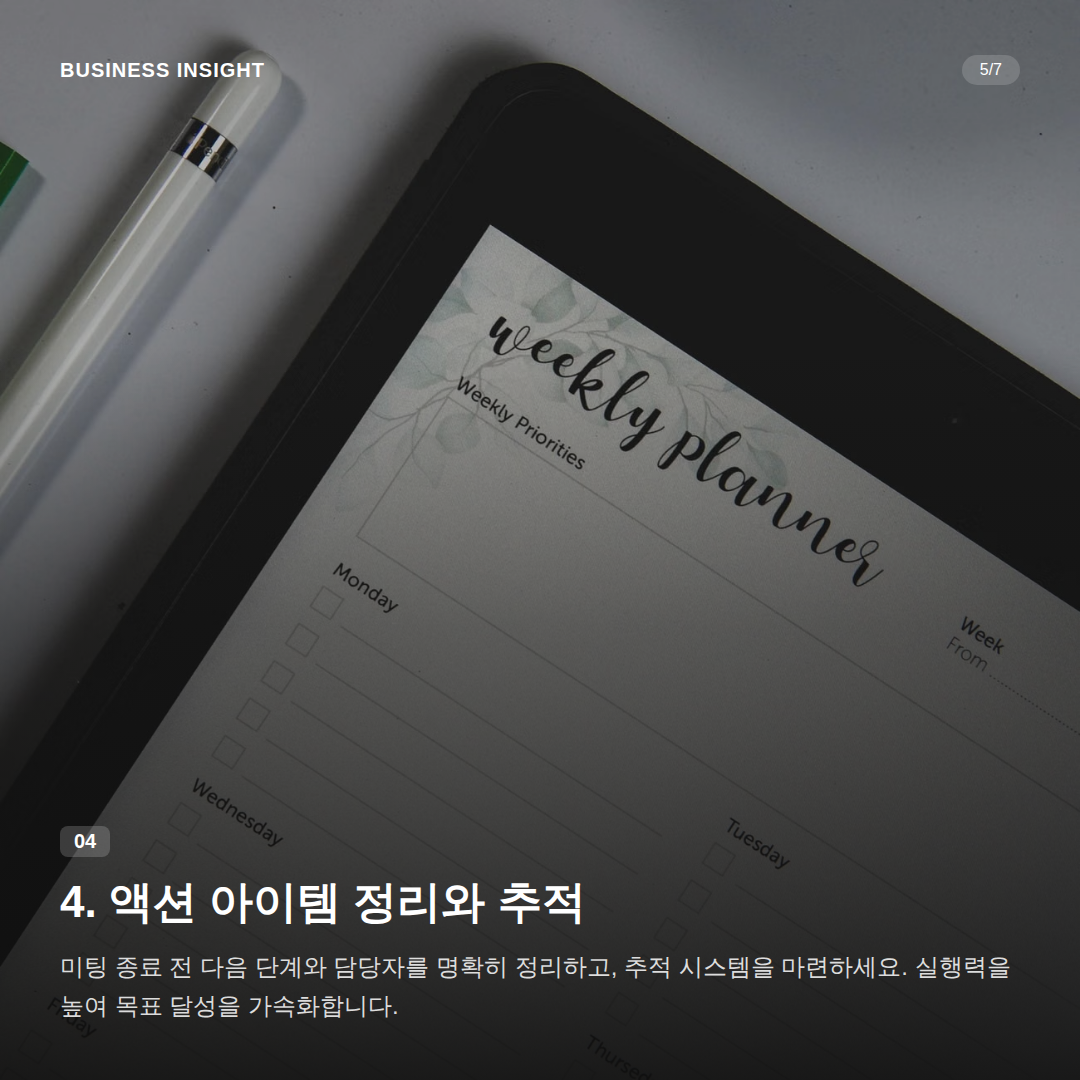 BUSINESS INSIGHT
5/7
weekly planner
Weekly Priorities
Week
From
Monday
Wednesday
Tuesday
Friday
04
4. 액션 아이템 정리와 추적
미팅 종료 전 다음 단계와 담당자를 명확히 정리하고, 추적 시스템을 마련하세요. 실행력을
높여 목표 달성을 가속화합니다.